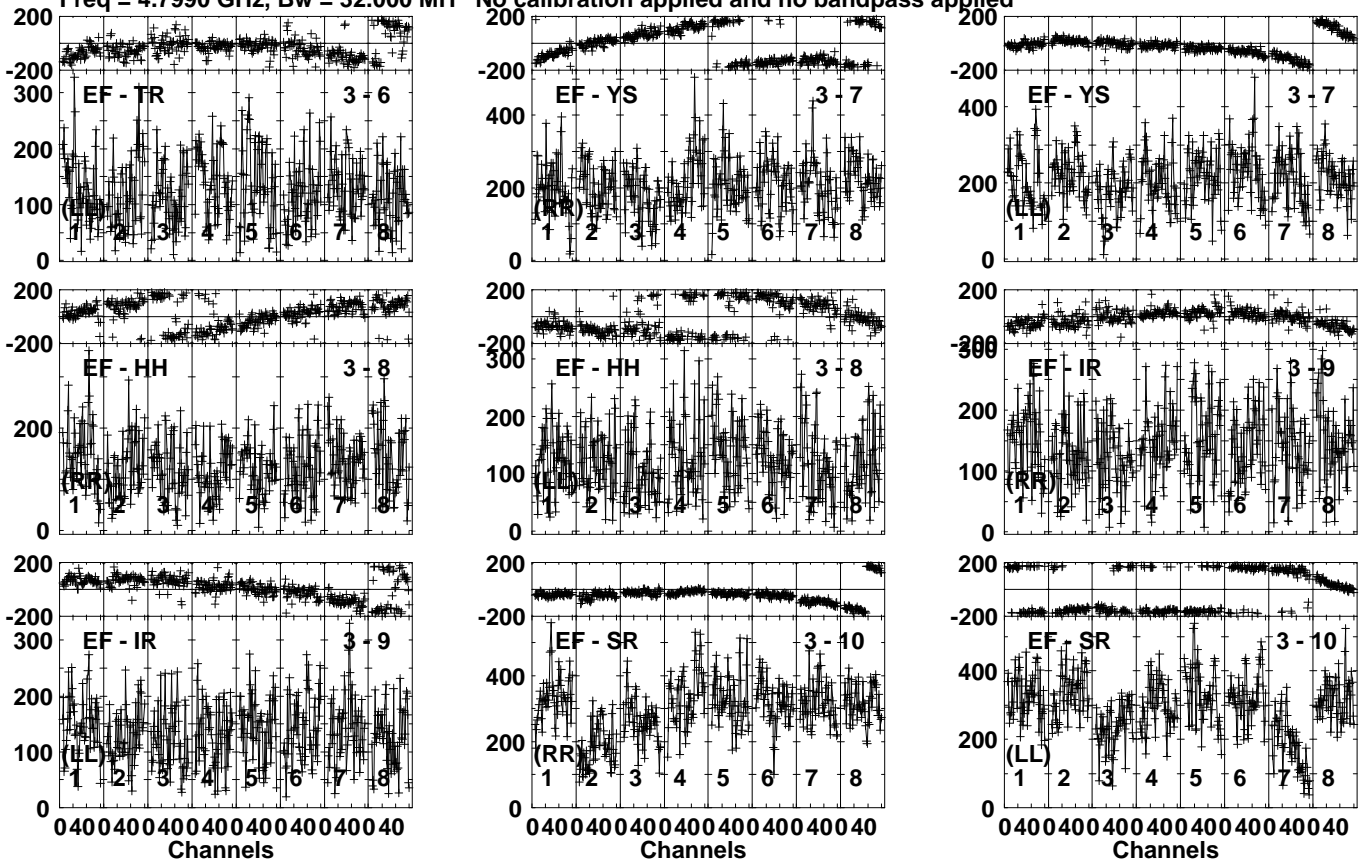 Freq = 4.7990 GHz, Bw = 32.000 MH No calibration applied and no bandpass applied
200 200 200
-200 -200 -200
EF - TR 3 - 6 EF - YS 3 - 7 EF - YS 3 - 7
300 400 400
200 200 200
100
0 0 0
(LL) (RR) (LL)
1 2 3 4 5 6 7 8 1 2 3 4 5 6 7 8 1 2 3 4 5 6 7 8
200 200 200
-200 -200 -200
EF - HH 3 - 8 EF - HH 3 - 8 EF - IR 3 - 9
200 300 300
0 200 200
100 100
0 0
(RR) (LL) (RR)
1 2 3 4 5 6 7 8 1 2 3 4 5 6 7 8 1 2 3 4 5 6 7 8
200 200 200
-200 -200 -200
EF - IR 3 - 9 EF - SR 3 - 10 EF - SR 3 - 10
300 400 400
200 200 200
100
0 0 0
(LL) (RR) (LL)
1 2 3 4 5 6 7 8 1 2 3 4 5 6 7 8 1 2 3 4 5 6 7 8
0 40 0 40 0 40 0 40 0 40 0 40 0 40 0 40 0 40 0 40 0 40 0 40 0 40 0 40 0 40 0 40 0 40 0 40 0 40 0 40 0 40 0 40 0 40 0 40
Channels Channels Channels